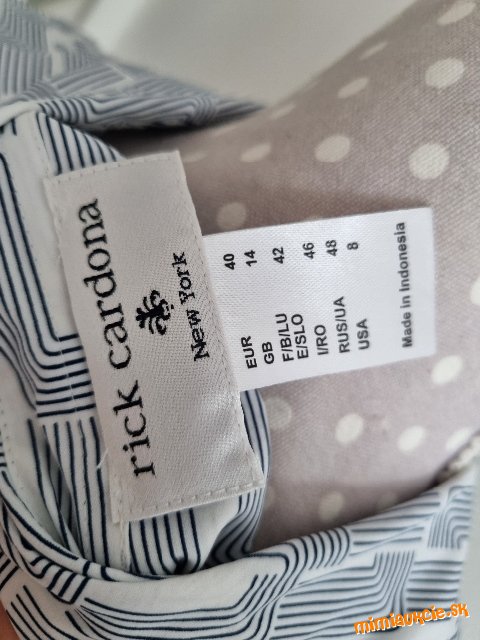 rick cardona
New York
EUR 40
GB 14
F/B/LU 42
E/SLO
I/RO 46
RUS/UA 48
USA 8
Made in Indonesia
mimiaukcie.sk